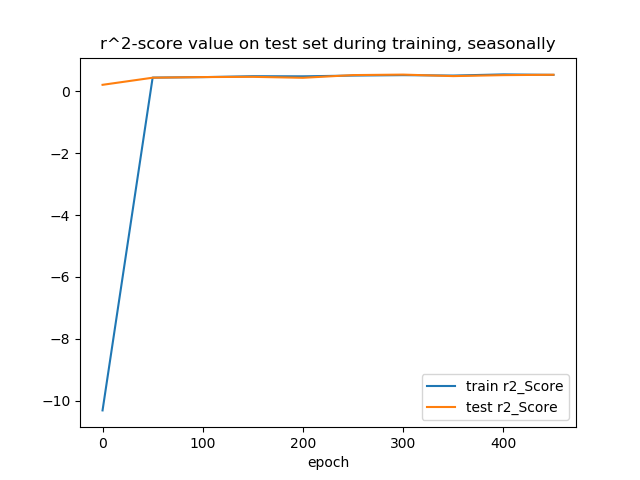 r^2-score value on test set during training, seasonally
0
−2
−4
−6
−8
−10
0 100 200 300 400
epoch
train r2_Score
test r2_Score